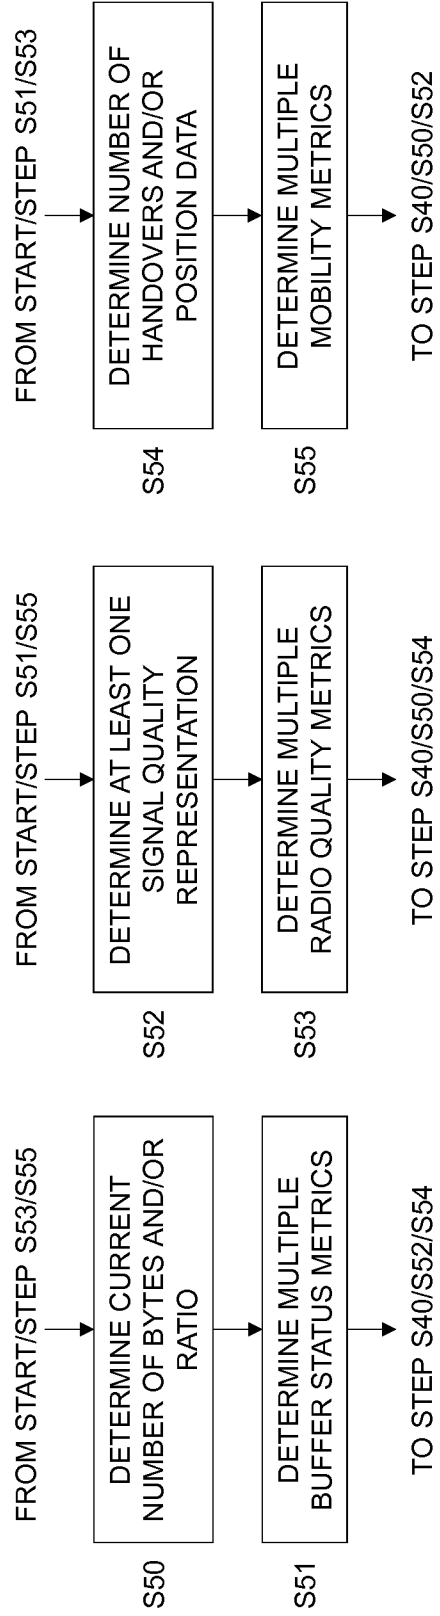 FROM START/STEP S53/S55
S50
DETERMINE CURRENT
NUMBER OF BYTES AND/OR
RATIO
S51
DETERMINE MULTIPLE
BUFFER STATUS METRICS
TO STEP S40/S52/S54
FROM START/STEP S51/S55
S52
DETERMINE AT LEAST ONE
SIGNAL QUALITY
REPRESENTATION
S53
DETERMINE MULTIPLE
RADIO QUALITY METRICS
TO STEP S40/S50/S54
FROM START/STEP S51/S53
S54
DETERMINE NUMBER OF
HANDOVERS AND/OR
POSITION DATA
S55
DETERMINE MULTIPLE
MOBILITY METRICS
TO STEP S40/S50/S52